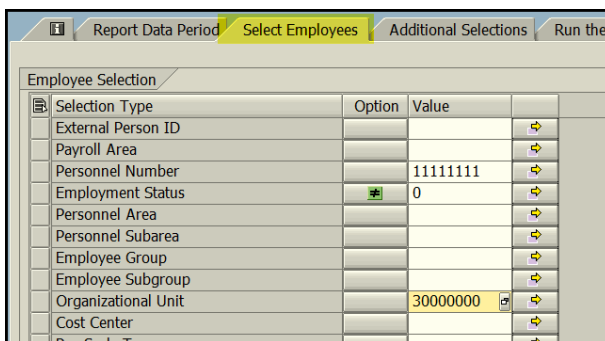 Report Data Period Select Employees Additional Selections Run the
Employee Selection
Selection Type Option Value
External Person ID
Payroll Area
Personnel Number 11111111
Employment Status ≠ 0
Personnel Area
Personnel Subarea
Employee Group
Employee Subgroup
Organizational Unit 30000000
Cost Center